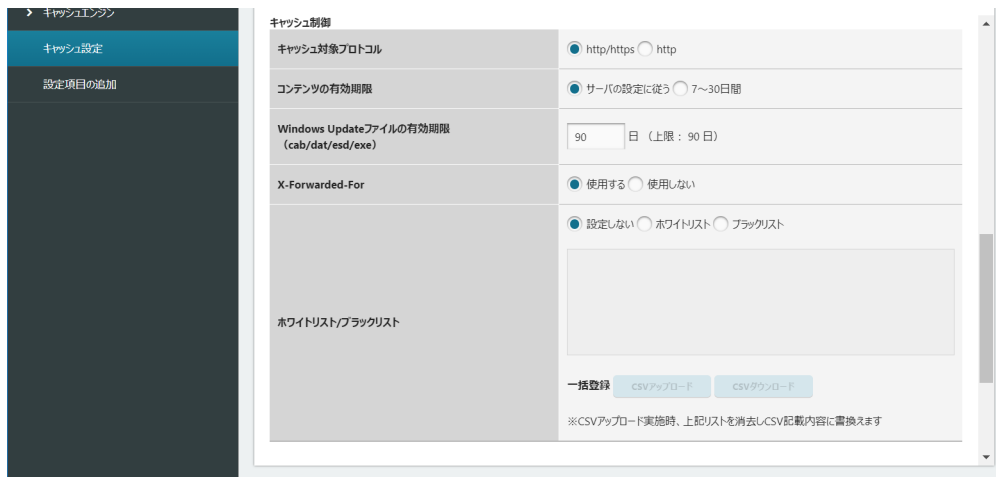 キャッシュエンジン
キャッシュ設定
設定項目の追加
キャッシュ制御
キャッシュ対象プロトコル
http/https http
コンテンツの有効期限
サーバの設定に従う 7～30日間
Windows Updateファイルの有効期限
（cab/dat/esd/exe）
90 日 （上限： 90 日）
X-Forwarded-For
使用する 使用しない
設定しない ホワイトリスト ブラックリスト
ホワイトリスト/ブラックリスト
一括登録 CSVアップロード CSVダウンロード
※CSVアップロード実施時、上記リストを消去しCSV記載内容に書換えます